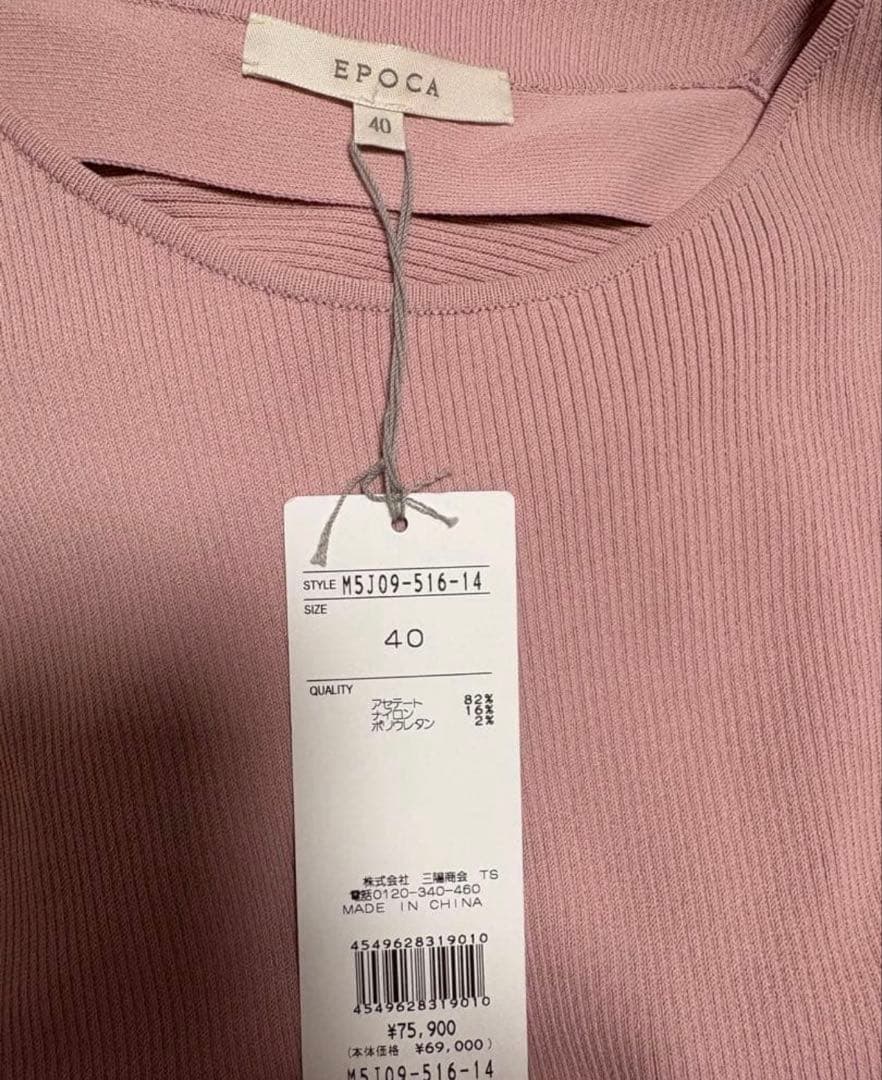 EPOCA
40
STYLE M5J09-516-14
SIZE
40
QUALITY
アセテート 82%
ナイロン 16%
ポリウレタン 2%
株式会社 三陽商会 TS
電話0120-340-460
MADE IN CHINA
4549628319010
4549628319010
¥75,900
(本体価格 ¥69,000)
M5J09-516-14